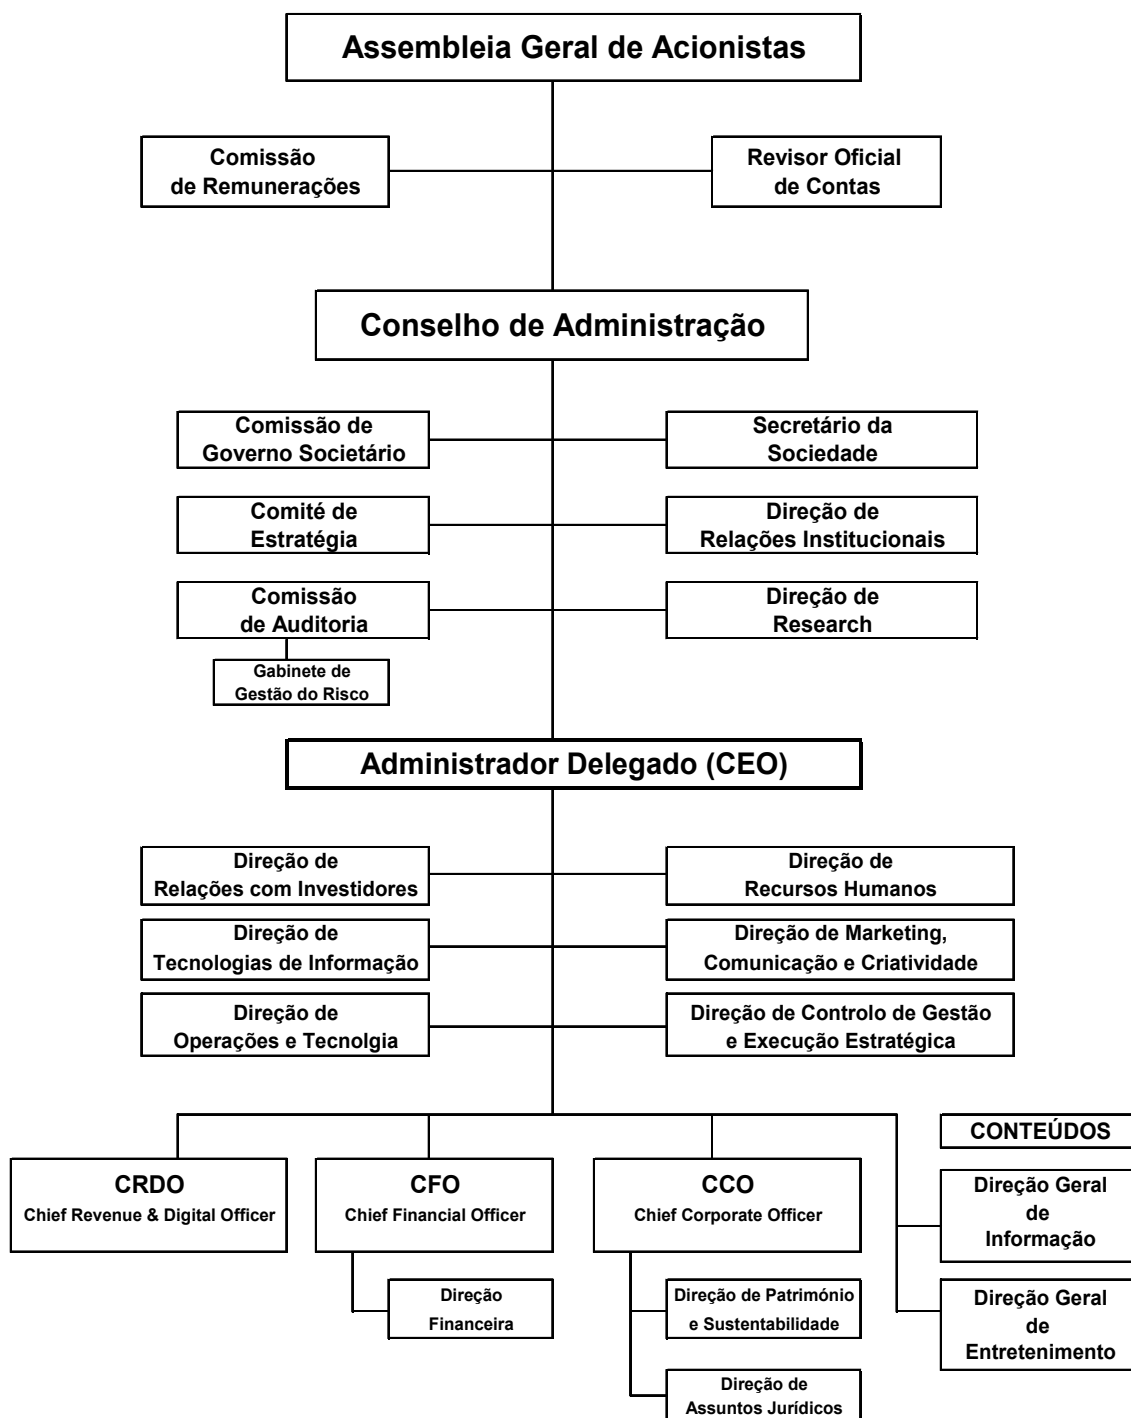 Assembleia Geral de Acionistas
Comissão
de Remunerações
Revisor Oficial
de Contas
Conselho de Administração
Comissão de
Governo Societário
Secretário da
Sociedade
Comité de
Estratégia
Direção de
Relações Institucionais
Comissão
de Auditoria
Direção de
Research
Gabinete de
Gestão do Risco
Administrador Delegado (CEO)
Direção de
Relações com Investidores
Direção de
Recursos Humanos
Direção de
Tecnologias de Informação
Direção de Marketing,
Comunicação e Criatividade
Direção de
Operações e Tecnolgia
Direção de Controlo de Gestão
e Execução Estratégica
CRDO
Chief Revenue & Digital Officer
CFO
Chief Financial Officer
CCO
Chief Corporate Officer
CONTEÚDOS
Direção Geral
de
Informação
Direção
Financeira
Direção de Património
e Sustentabilidade
Direção Geral
de
Entretenimento
Direção de
Assuntos Jurídicos